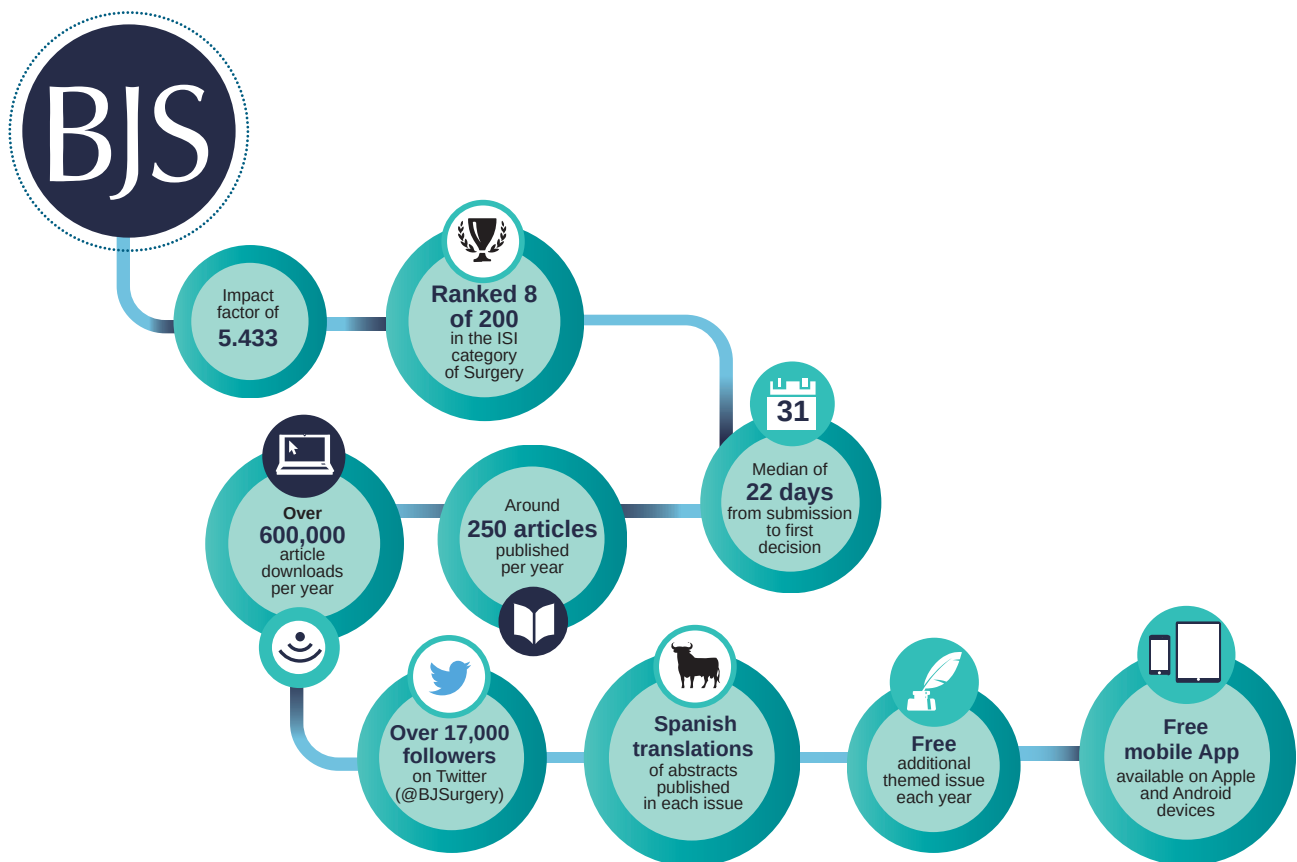 BJS
Impact
factor of
5.433
Ranked 8
of 200
in the ISI
category
of Surgery
31
Median of
22 days
from submission
to first
decision
Around
250 articles
published
per year
Over
600,000
article
downloads
per year
Over 17,000
followers
on Twitter
(@BJSurgery)
Spanish
translations
of abstracts
published
in each issue
Free
additional
themed issue
each year
Free
mobile App
available on Apple
and Android
devices